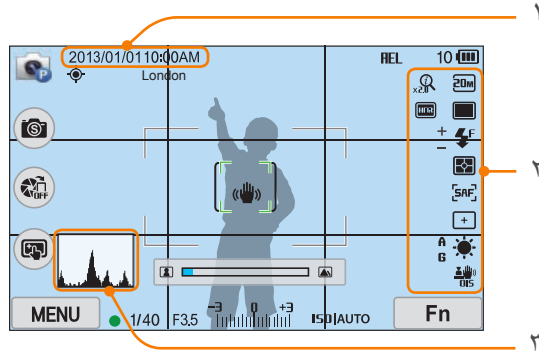 ١
2013/01/01 10:00AM AEL 10
London
x2.0 20M
HDR
S
+ F
−
OFF
[SAF]
+
A
G
OIS
-3 0 +3
MENU 1/40 F3.5 ISO AUTO Fn
٢
٣